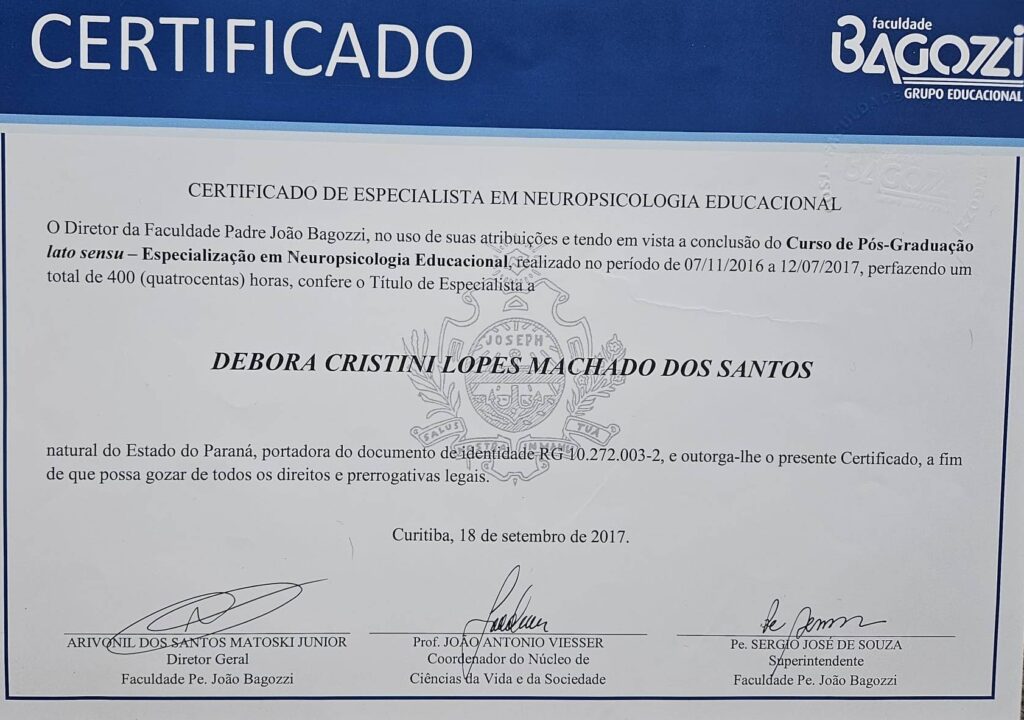 CERTIFICADO
faculdade
BAGOZZI
GRUPO EDUCACIONAL
CERTIFICADO DE ESPECIALISTA EM NEUROPSICOLOGIA EDUCACIONAL
O Diretor da Faculdade Padre João Bagozzi, no uso de suas atribuições e tendo em vista a conclusão do Curso de Pós-Graduação
lato sensu – Especialização em Neuropsicologia Educacional, realizado no período de 07/11/2016 a 12/07/2017, perfazendo um
total de 400 (quatrocentas) horas, confere o Título de Especialista a
JOSEPH
DEBORA CRISTINI LOPES MACHADO DOS SANTOS
SALUS TUA
natural do Estado do Paraná, portadora do documento de identidade RG 10.272.003-2, e outorga-lhe o presente Certificado, a fim
de que possa gozar de todos os direitos e prerrogativas legais.
Curitiba, 18 de setembro de 2017.
ARIVONIL DOS SANTOS MATOSKI JUNIOR
Diretor Geral
Faculdade Pe. João Bagozzi
Prof. JOÃO ANTONIO VIESSER
Coordenador do Núcleo de
Ciências da Vida e da Sociedade
Pe. SERGIO JOSÉ DE SOUZA
Superintendente
Faculdade Pe. João Bagozzi